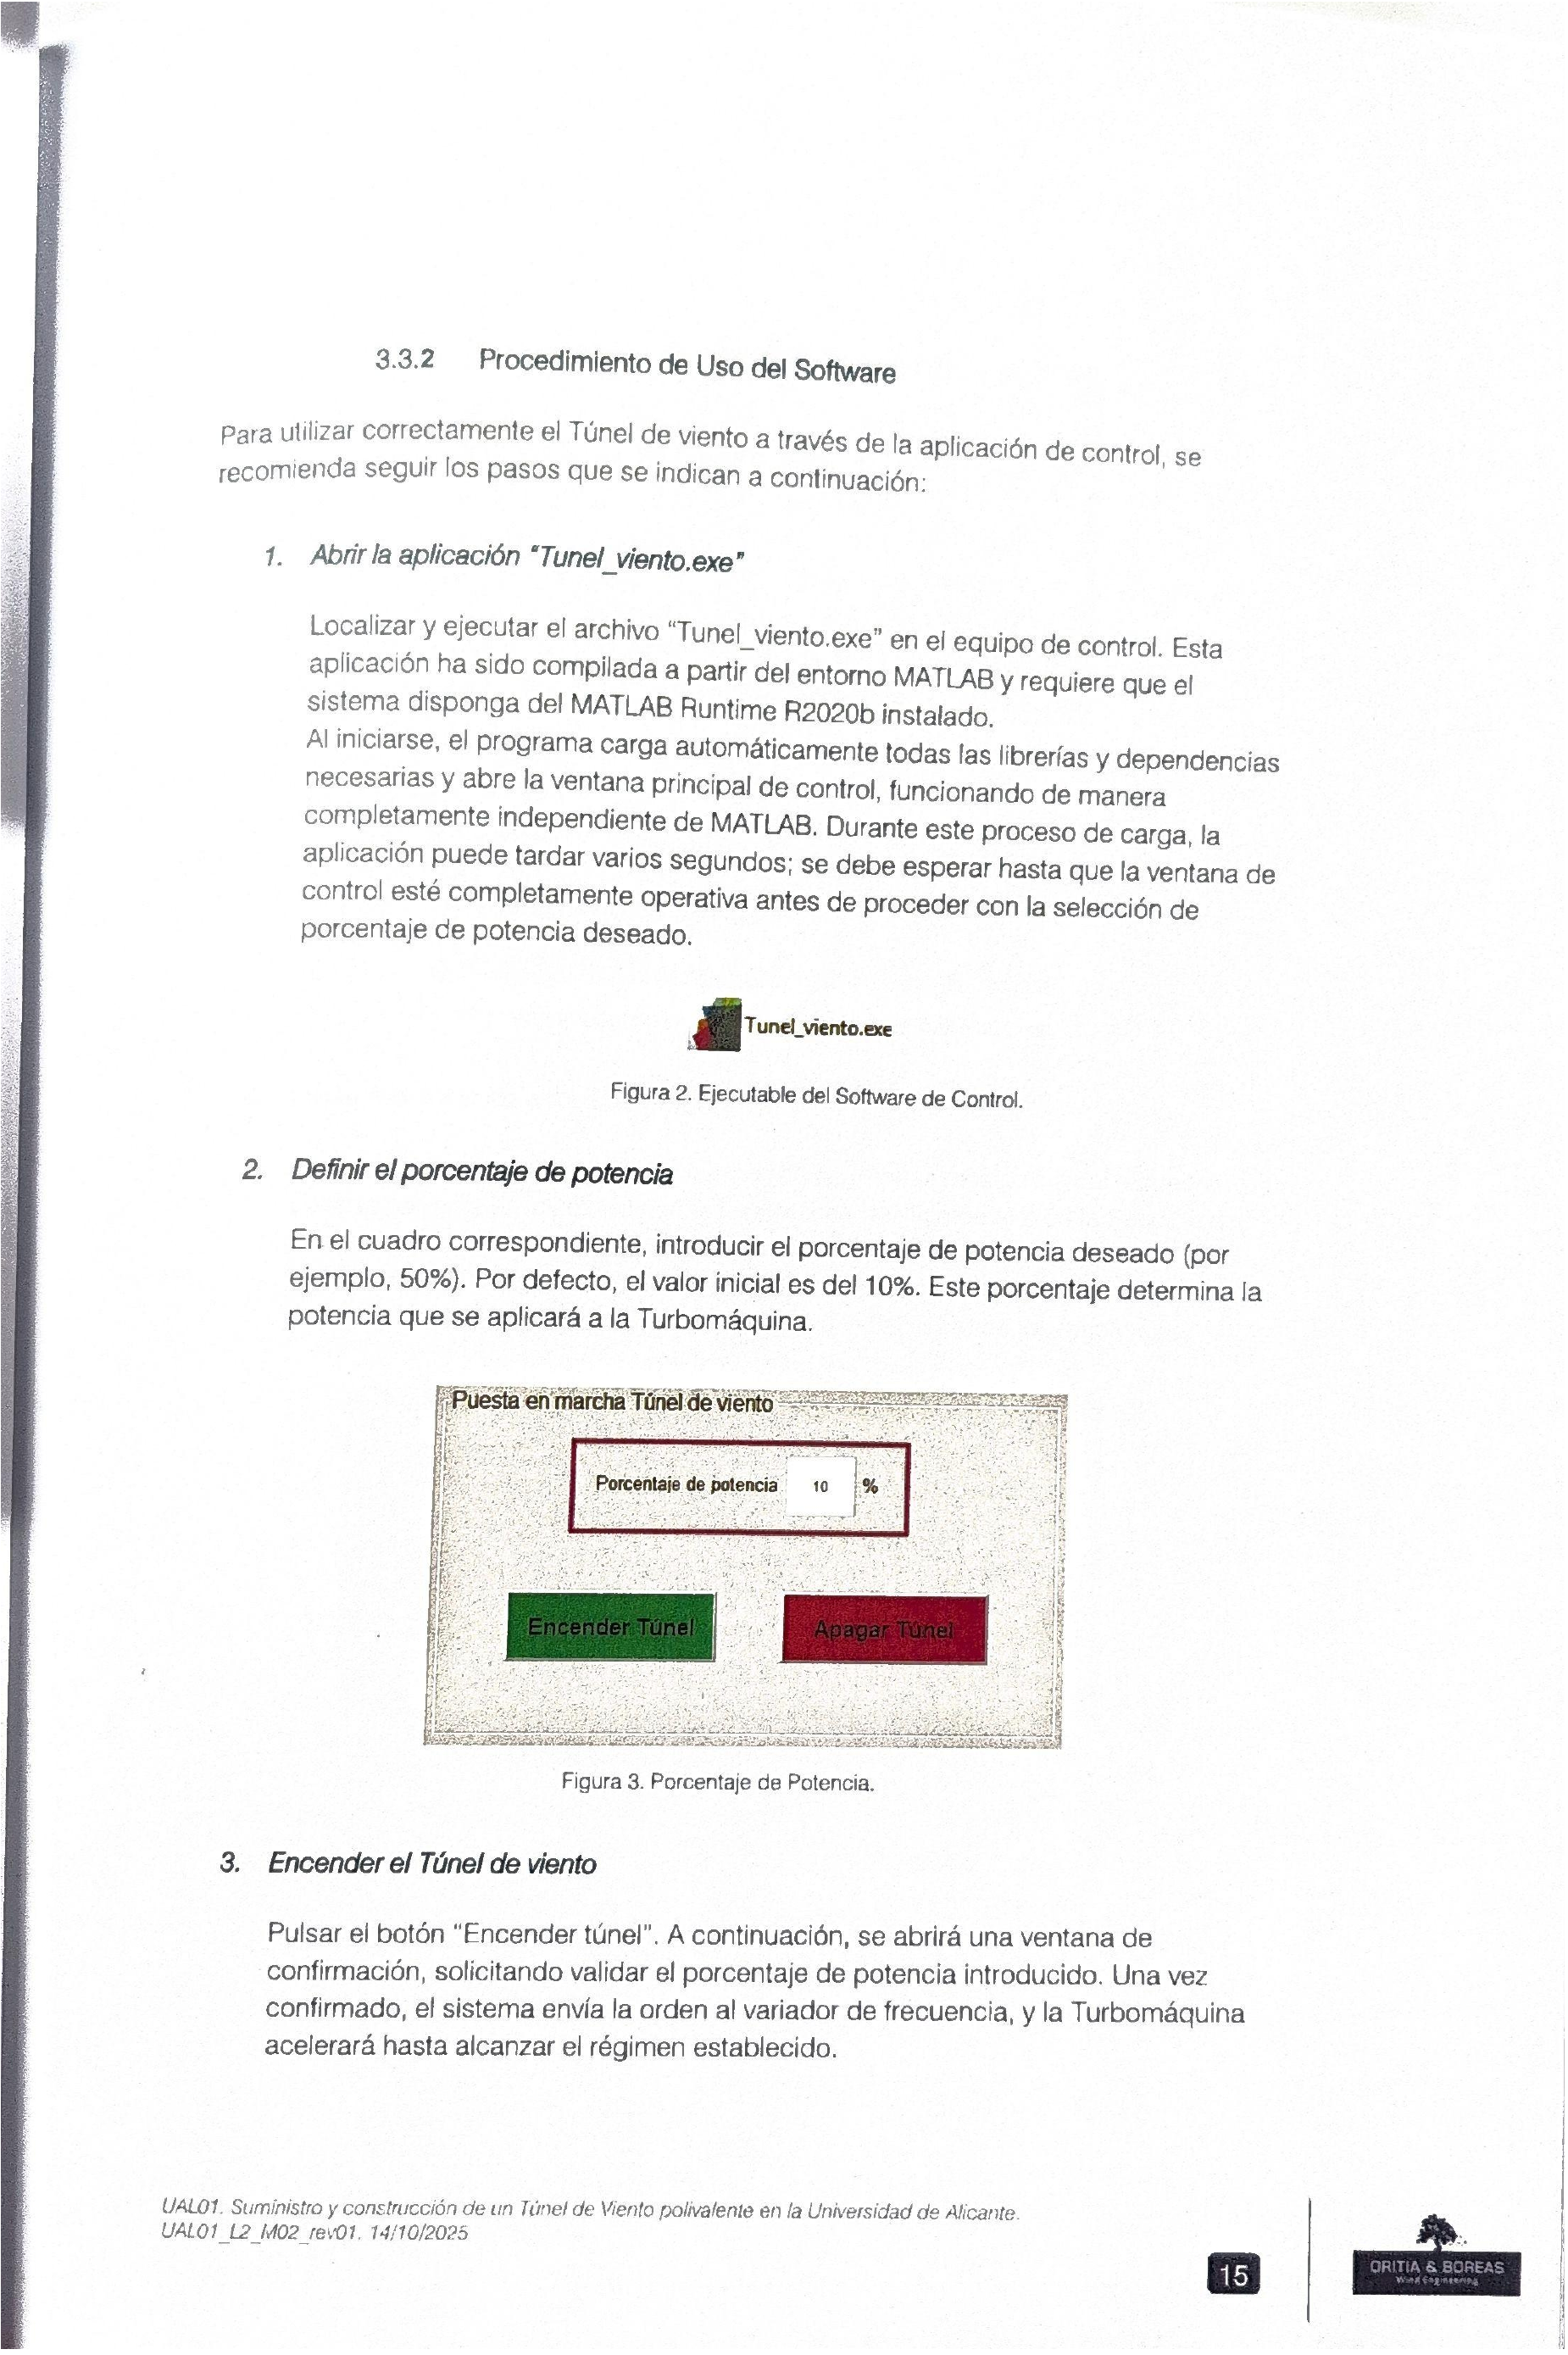 3.3.2 Procedimiento de Uso del Software
Para utilizar correctamente el Túnel de viento a través de la aplicación de control, se
recomienda seguir los pasos que se indican a continuación:
1. Abrir la aplicación "Tunel_viento.exe"
Localizar y ejecutar el archivo "Tunel_viento.exe" en el equipo de control. Esta
aplicación ha sido compilada a partir del entorno MATLAB y requiere que el
sistema disponga del MATLAB Runtime R2020b instalado.
Al iniciarse, el programa carga automáticamente todas las librerías y dependencias
necesarias y abre la ventana principal de control, funcionando de manera
completamente independiente de MATLAB. Durante este proceso de carga, la
aplicación puede tardar varios segundos; se debe esperar hasta que la ventana de
control esté completamente operativa antes de proceder con la selección de
porcentaje de potencia deseado.
Tunel_viento.exe
Figura 2. Ejecutable del Software de Control.
2. Definir el porcentaje de potencia
En el cuadro correspondiente, introducir el porcentaje de potencia deseado (por
ejemplo, 50%). Por defecto, el valor inicial es del 10%. Este porcentaje determina la
potencia que se aplicará a la Turbomáquina.
Puesta en marcha Túnel de viento
Porcentaje de potencia 10 %
Encender Túnel Apagar Túnel
Figura 3. Porcentaje de Potencia.
3. Encender el Túnel de viento
Pulsar el botón "Encender túnel". A continuación, se abrirá una ventana de
confirmación, solicitando validar el porcentaje de potencia introducido. Una vez
confirmado, el sistema envía la orden al variador de frecuencia, y la Turbomáquina
acelerará hasta alcanzar el régimen establecido.
UAL01. Suministro y construcción de un Túnel de Viento polivalente en la Universidad de Alicante.
UAL01_L2_M02_rev01. 14/10/2025
15
ORITIA & BOREAS
Wind Engineering